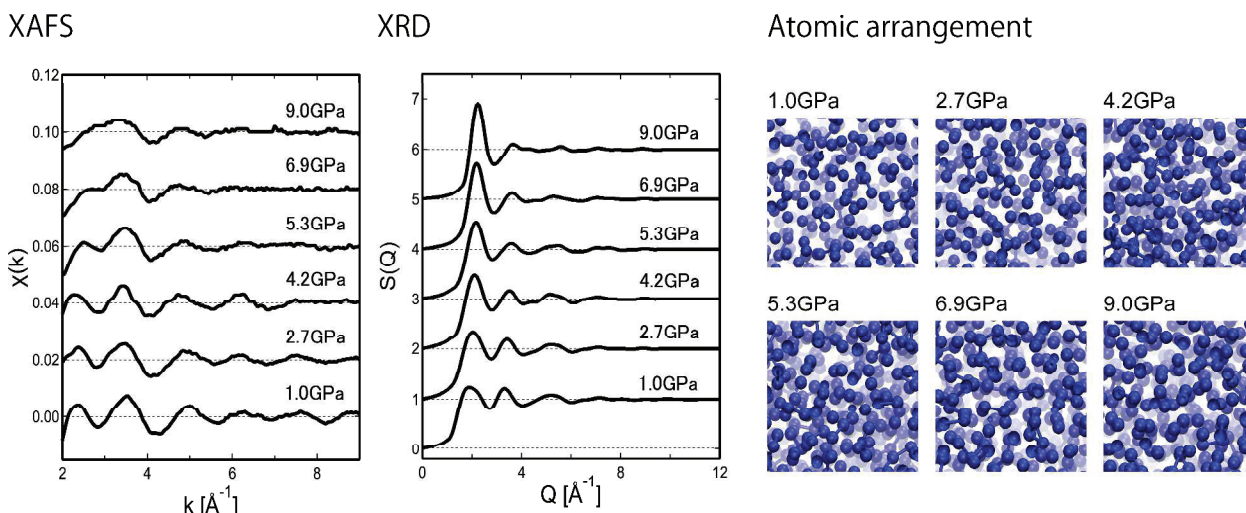 XAFS
0.12
0.10
0.08
0.06
0.04
0.02
0.00
X(k)
9.0GPa
6.9GPa
5.3GPa
4.2GPa
2.7GPa
1.0GPa
2
4
6
8
k [Å⁻¹]
XRD
7
6
5
4
3
2
1
0
S(Q)
9.0GPa
6.9GPa
5.3GPa
4.2GPa
2.7GPa
1.0GPa
0
4
8
12
Q [Å⁻¹]
Atomic arrangement
1.0GPa
2.7GPa
4.2GPa
5.3GPa
6.9GPa
9.0GPa